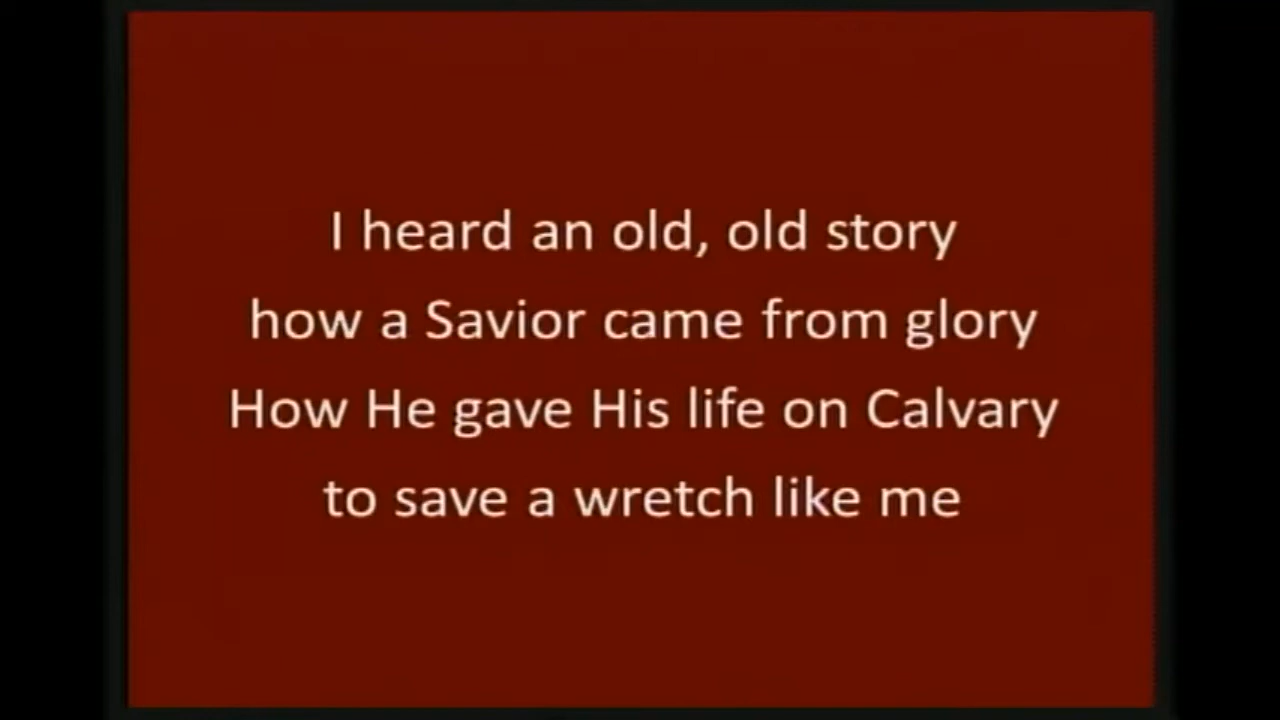 I heard an old, old story
how a Savior came from glory
How He gave His life on Calvary
to save a wretch like me